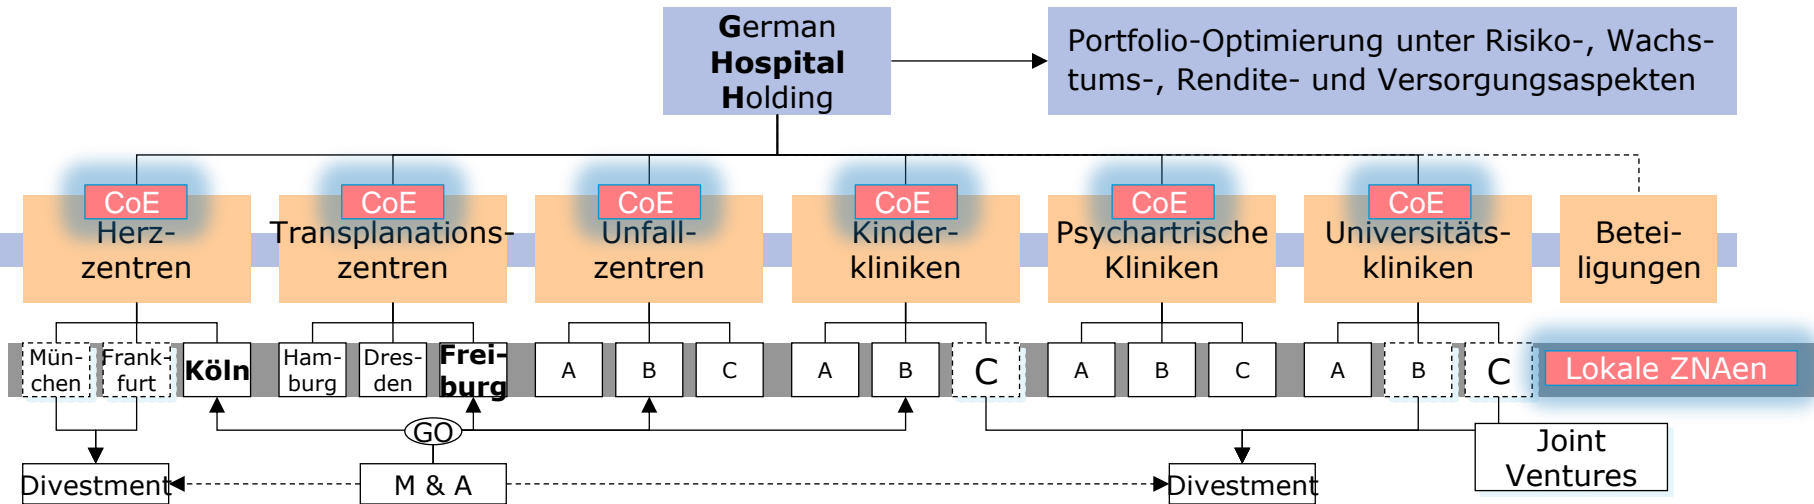 German
Hospital
Holding
Portfolio-Optimierung unter Risiko-, Wachs-
tums-, Rendite- und Versorgungsaspekten
CoE
Herz-
zentren
CoE
Transplanations-
zentren
CoE
Unfall-
zentren
CoE
Kinder-
kliniken
CoE
Psychartrische
Kliniken
CoE
Universitäts-
kliniken
Betei-
ligungen
Mün-
chen
Frank-
furt
Köln
Ham-
burg
Dres-
den
Frei-
burg
A
B
C
A
B
C
A
B
C
A
B
C
Lokale ZNAen
GO
Divestment
M & A
Divestment
Joint
Ventures